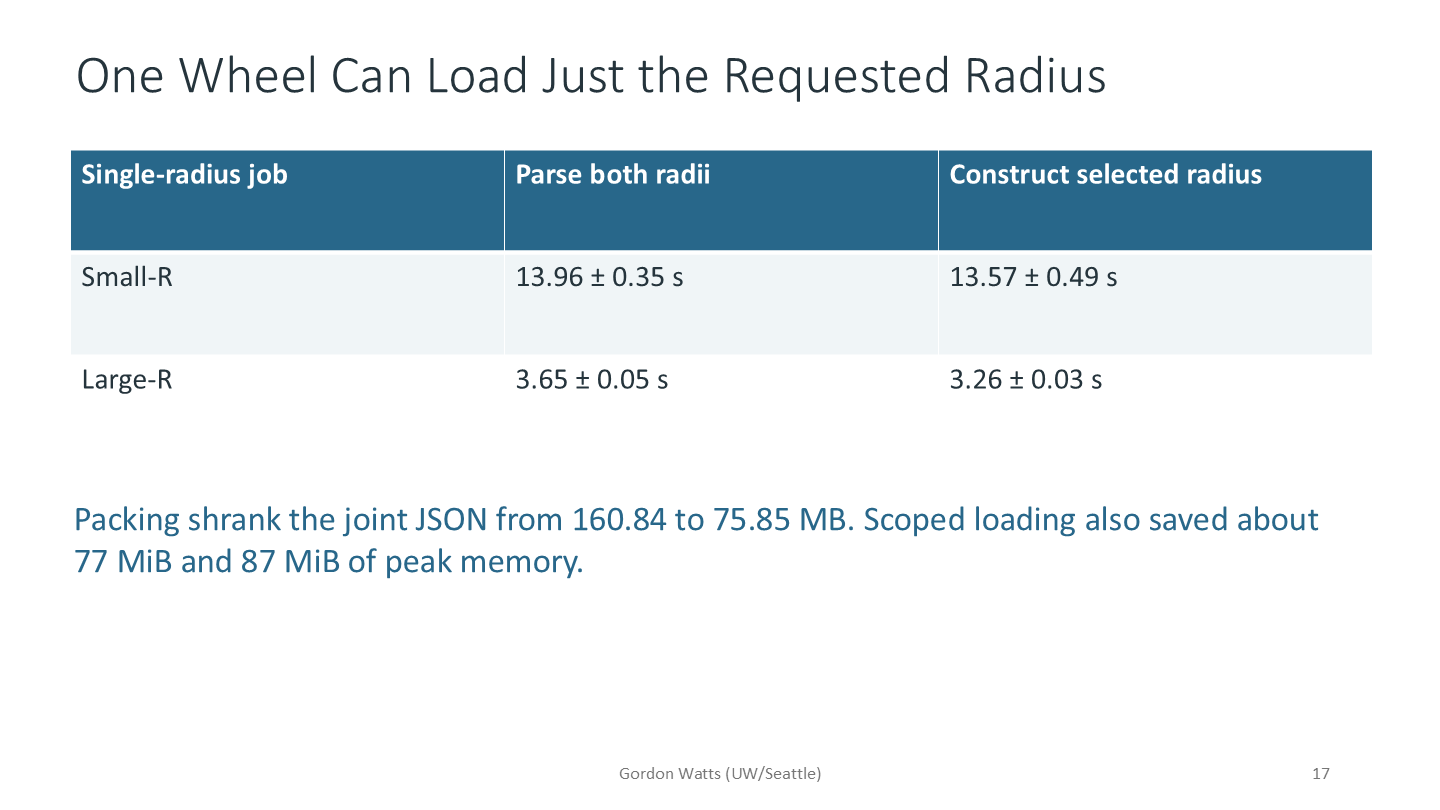 One Wheel Can Load Just the Requested Radius
Single-radius job
Parse both radii
Construct selected radius
Small-R
13.96 ± 0.35 s
13.57 ± 0.49 s
Large-R
3.65 ± 0.05 s
3.26 ± 0.03 s
Packing shrank the joint JSON from 160.84 to 75.85 MB. Scoped loading also saved about
77 MiB and 87 MiB of peak memory.
Gordon Watts (UW/Seattle)
17